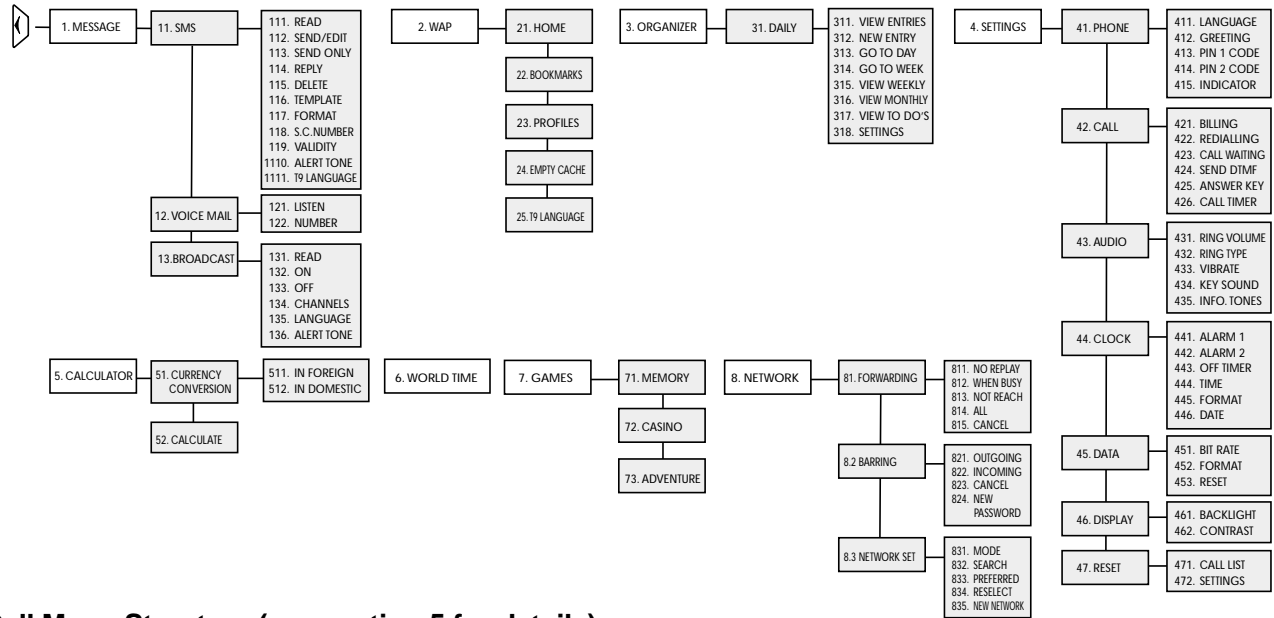 1. MESSAGE
11. SMS
111. READ
112. SEND/EDIT
113. SEND ONLY
114. REPLY
115. DELETE
116. TEMPLATE
117. FORMAT
118. S.C.NUMBER
119. VALIDITY
1110. ALERT TONE
1111. T9 LANGUAGE
12. VOICE MAIL
121. LISTEN
122. NUMBER
13.BROADCAST
131. READ
132. ON
133. OFF
134. CHANNELS
135. LANGUAGE
136. ALERT TONE
2. WAP
21. HOME
22. BOOKMARKS
23. PROFILES
24. EMPTY CACHE
25. T9 LANGUAGE
3. ORGANIZER
31. DAILY
311. VIEW ENTRIES
312. NEW ENTRY
313. GO TO DAY
314. GO TO WEEK
315. VIEW WEEKLY
316. VIEW MONTHLY
317. VIEW TO DO'S
318. SETTINGS
4. SETTINGS
41. PHONE
411. LANGUAGE
412. GREETING
413. PIN 1 CODE
414. PIN 2 CODE
415. INDICATOR
42. CALL
421. BILLING
422. REDIALLING
423. CALL WAITING
424. SEND DTMF
425. ANSWER KEY
426. CALL TIMER
43. AUDIO
431. RING VOLUME
432. RING TYPE
433. VIBRATE
434. KEY SOUND
435. INFO. TONES
44. CLOCK
441. ALARM 1
442. ALARM 2
443. OFF TIMER
444. TIME
445. FORMAT
446. DATE
45. DATA
451. BIT RATE
452. FORMAT
453. RESET
46. DISPLAY
461. BACKLIGHT
462. CONTRAST
47. RESET
471. CALL LIST
472. SETTINGS
5. CALCULATOR
51. CURRENCY
CONVERSION
511. IN FOREIGN
512. IN DOMESTIC
52. CALCULATE
6. WORLD TIME
7. GAMES
71. MEMORY
72. CASINO
73. ADVENTURE
8. NETWORK
81. FORWARDING
811. NO REPLAY
812. WHEN BUSY
813. NOT REACH
814. ALL
815. CANCEL
8.2 BARRING
821. OUTGOING
822. INCOMING
823. CANCEL
824. NEW
PASSWORD
8.3 NETWORK SET
831. MODE
832. SEARCH
833. PREFERRED
834. RESELECT
835. NEW NETWORK